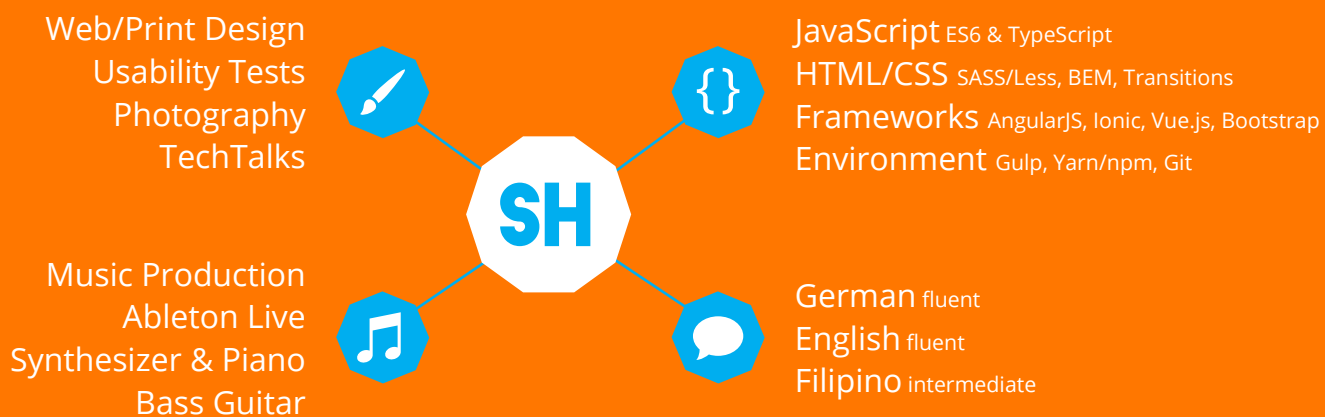 Web/Print Design
Usability Tests
Photography
TechTalks
{}
JavaScript ES6 & TypeScript
HTML/CSS SASS/Less, BEM, Transitions
Frameworks AngularJS, Ionic, Vue.js, Bootstrap
Environment Gulp, Yarn/npm, Git
SH
Music Production
Ableton Live
Synthesizer & Piano
Bass Guitar
German fluent
English fluent
Filipino intermediate